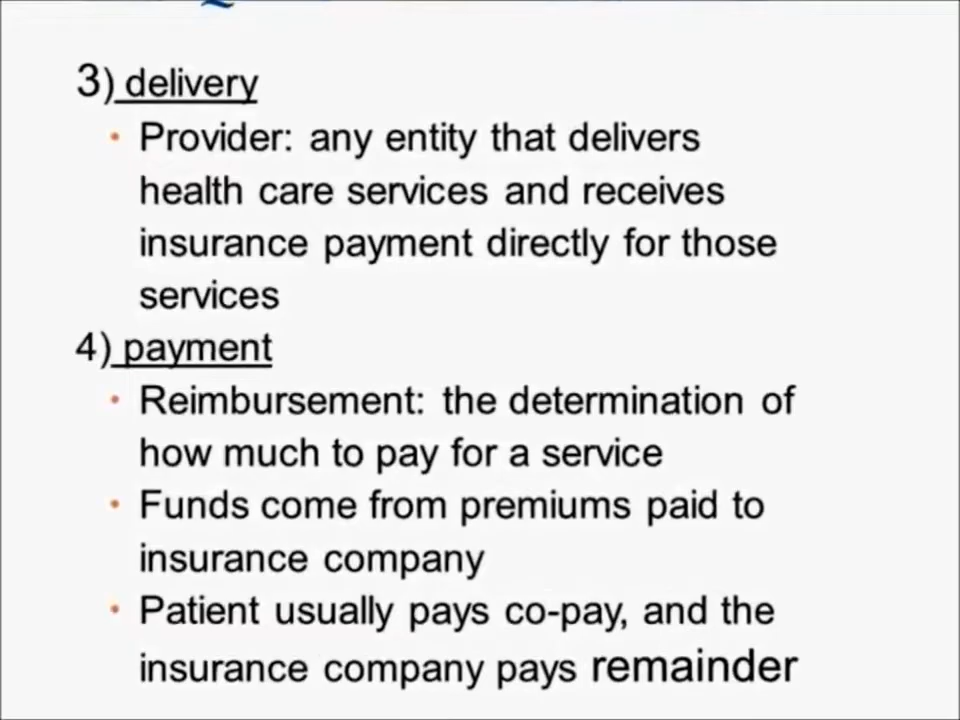 3) delivery
• Provider: any entity that delivers
health care services and receives
insurance payment directly for those
services
4) payment
• Reimbursement: the determination of
how much to pay for a service
• Funds come from premiums paid to
insurance company
• Patient usually pays co-pay, and the
insurance company pays remainder